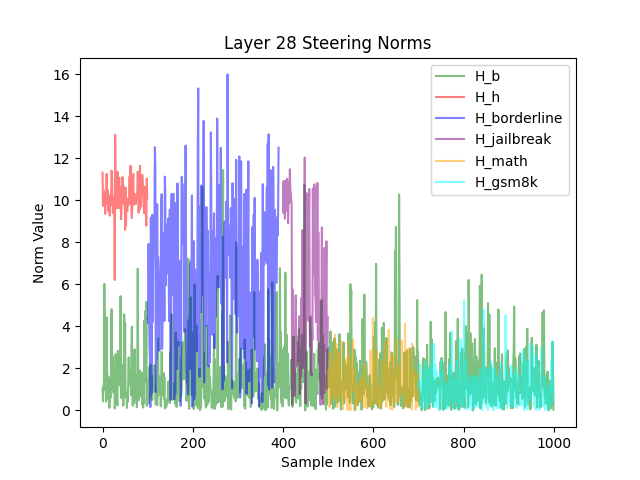 Layer 28 Steering Norms
Norm Value
16
14
12
10
8
6
4
2
0
H_b
H_h
H_borderline
H_jailbreak
H_math
H_gsm8k
0 200 400 600 800 1000
Sample Index